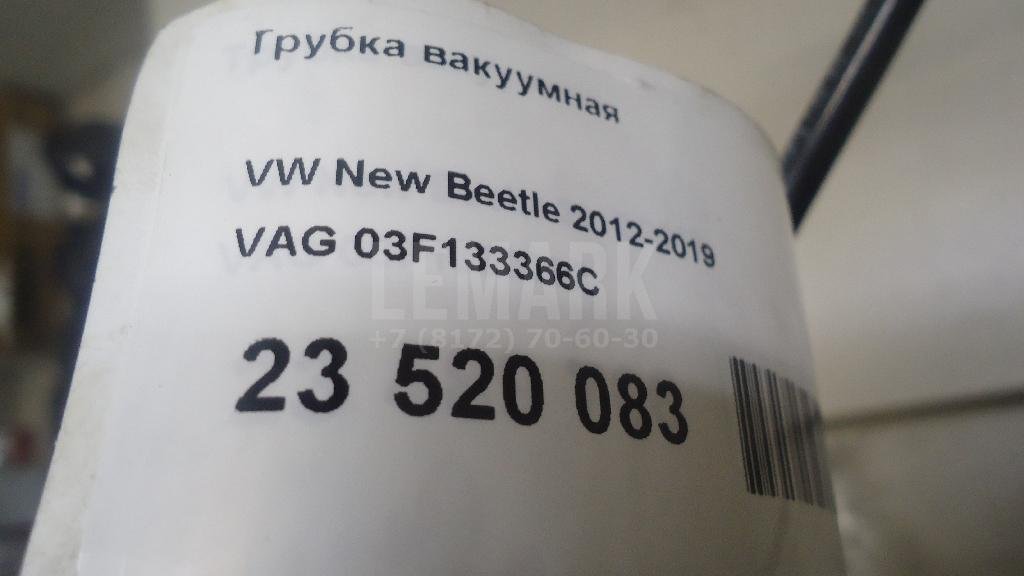 Трубка вакуумная
VW New Beetle 2012-2019
VAG 03F133366C
LEMARK
+7 (8172) 70-60-30
23 520 083